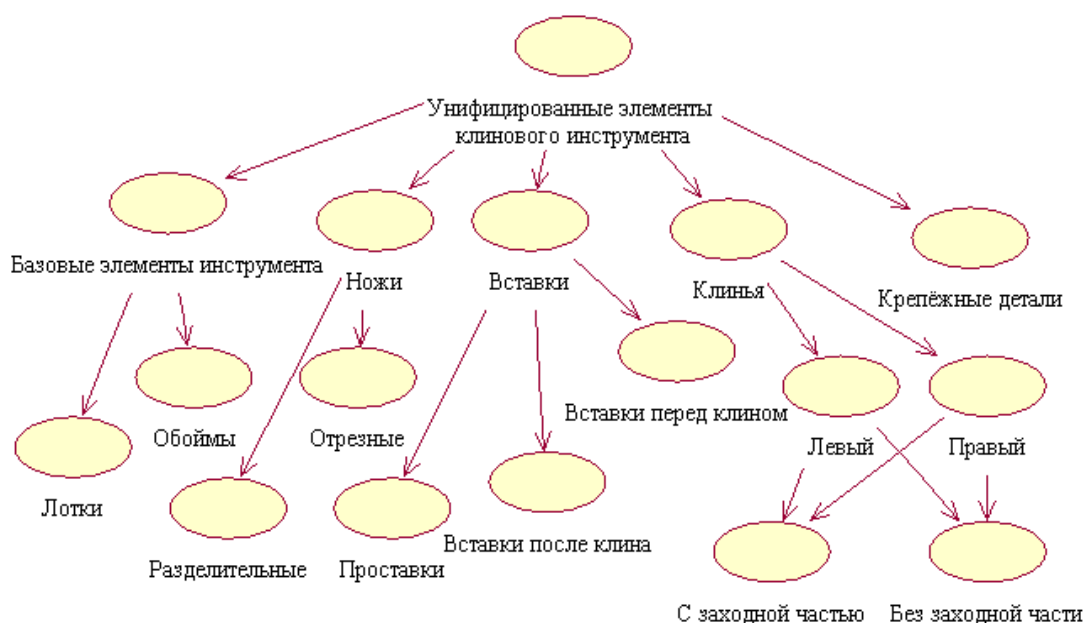 Унифицированные элементы
клинового инструмента
Базовые элементы инструмента
Ножи
Вставки
Клинья
Крепёжные детали
Обоймы
Отрезные
Вставки перед клином
Левый
Правый
Лотки
Разделительные
Проставки
Вставки после клина
С заходной частью
Без заходной части